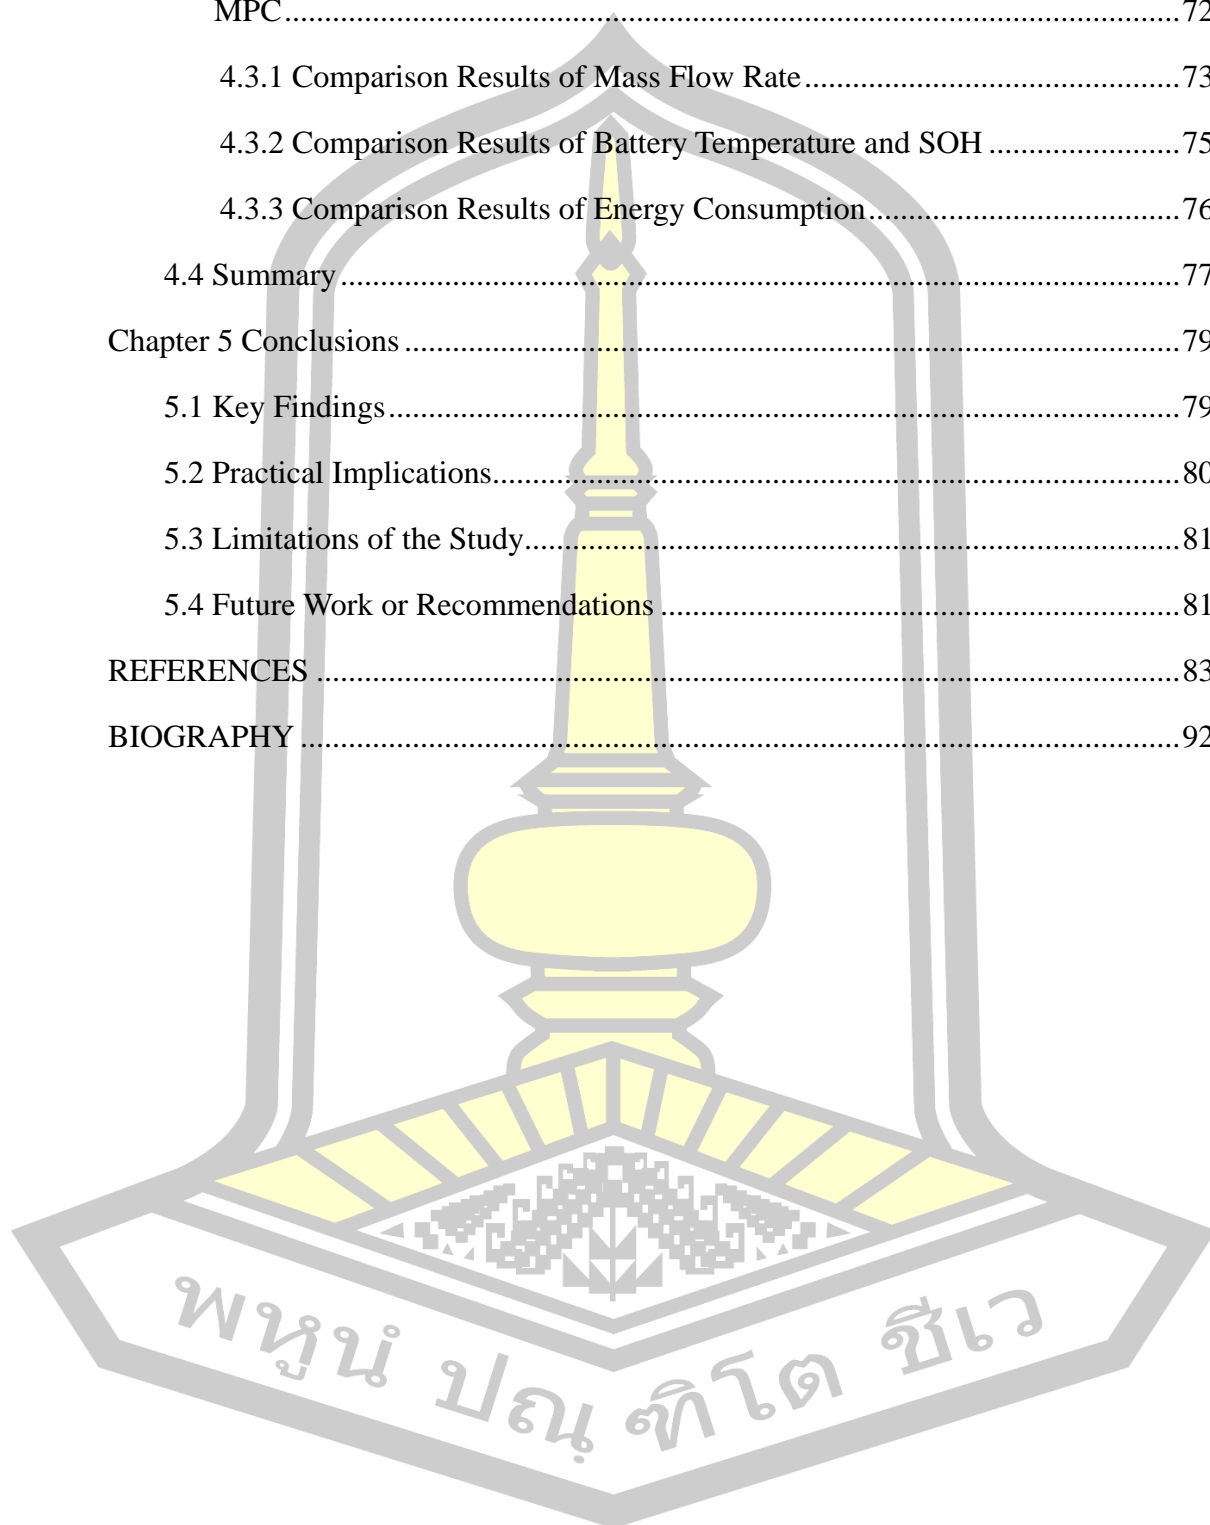 MPC................................................................................................................72
4.3.1 Comparison Results of Mass Flow Rate...............................................73
4.3.2 Comparison Results of Battery Temperature and SOH ........................75
4.3.3 Comparison Results of Energy Consumption.......................................76
4.4 Summary.........................................................................................................77
Chapter 5 Conclusions.................................................................................................79
5.1 Key Findings...................................................................................................79
5.2 Practical Implications......................................................................................80
5.3 Limitations of the Study..................................................................................81
5.4 Future Work or Recommendations .................................................................81
REFERENCES ............................................................................................................83
BIOGRAPHY ..............................................................................................................92
พหูนํ ปณฺฑิโต ชีเว